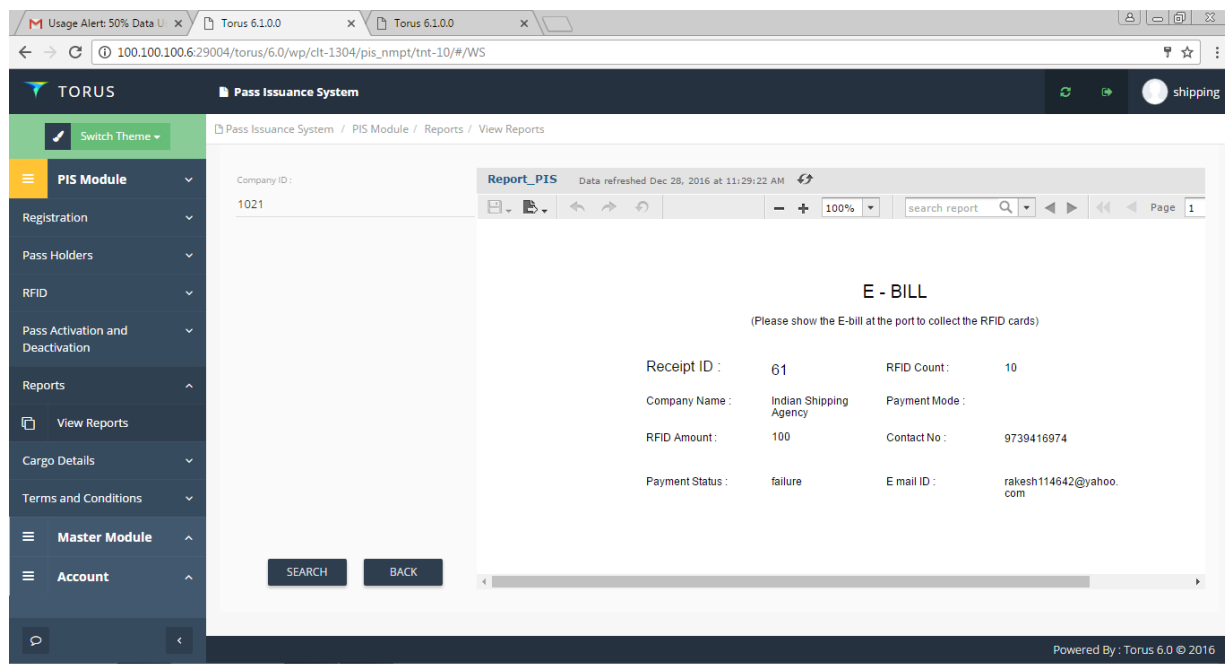 Usage Alert: 50% Data U
Torus 6.1.0.0
Torus 6.1.0.0
100.100.100.6:29004/torus/6.0/wp/clt-1304/pis_nmpt/tnt-10/#/WS
TORUS
Pass Issuance System
shipping
Switch Theme
Pass Issuance System / PIS Module / Reports / View Reports
PIS Module
Registration
Pass Holders
RFID
Pass Activation and
Deactivation
Reports
View Reports
Cargo Details
Terms and Conditions
Master Module
Account
Company ID :
1021
SEARCH
BACK
Report_PIS Data refreshed Dec 28, 2016 at 11:29:22 AM
100%
search report
Page 1
E - BILL
(Please show the E-bill at the port to collect the RFID cards)
Receipt ID : 61 RFID Count : 10
Company Name : Indian Shipping Payment Mode :
Agency
RFID Amount : 100 Contact No : 9739416974
Payment Status : failure E mail ID : rakesh114642@yahoo.
com
Powered By : Torus 6.0 © 2016